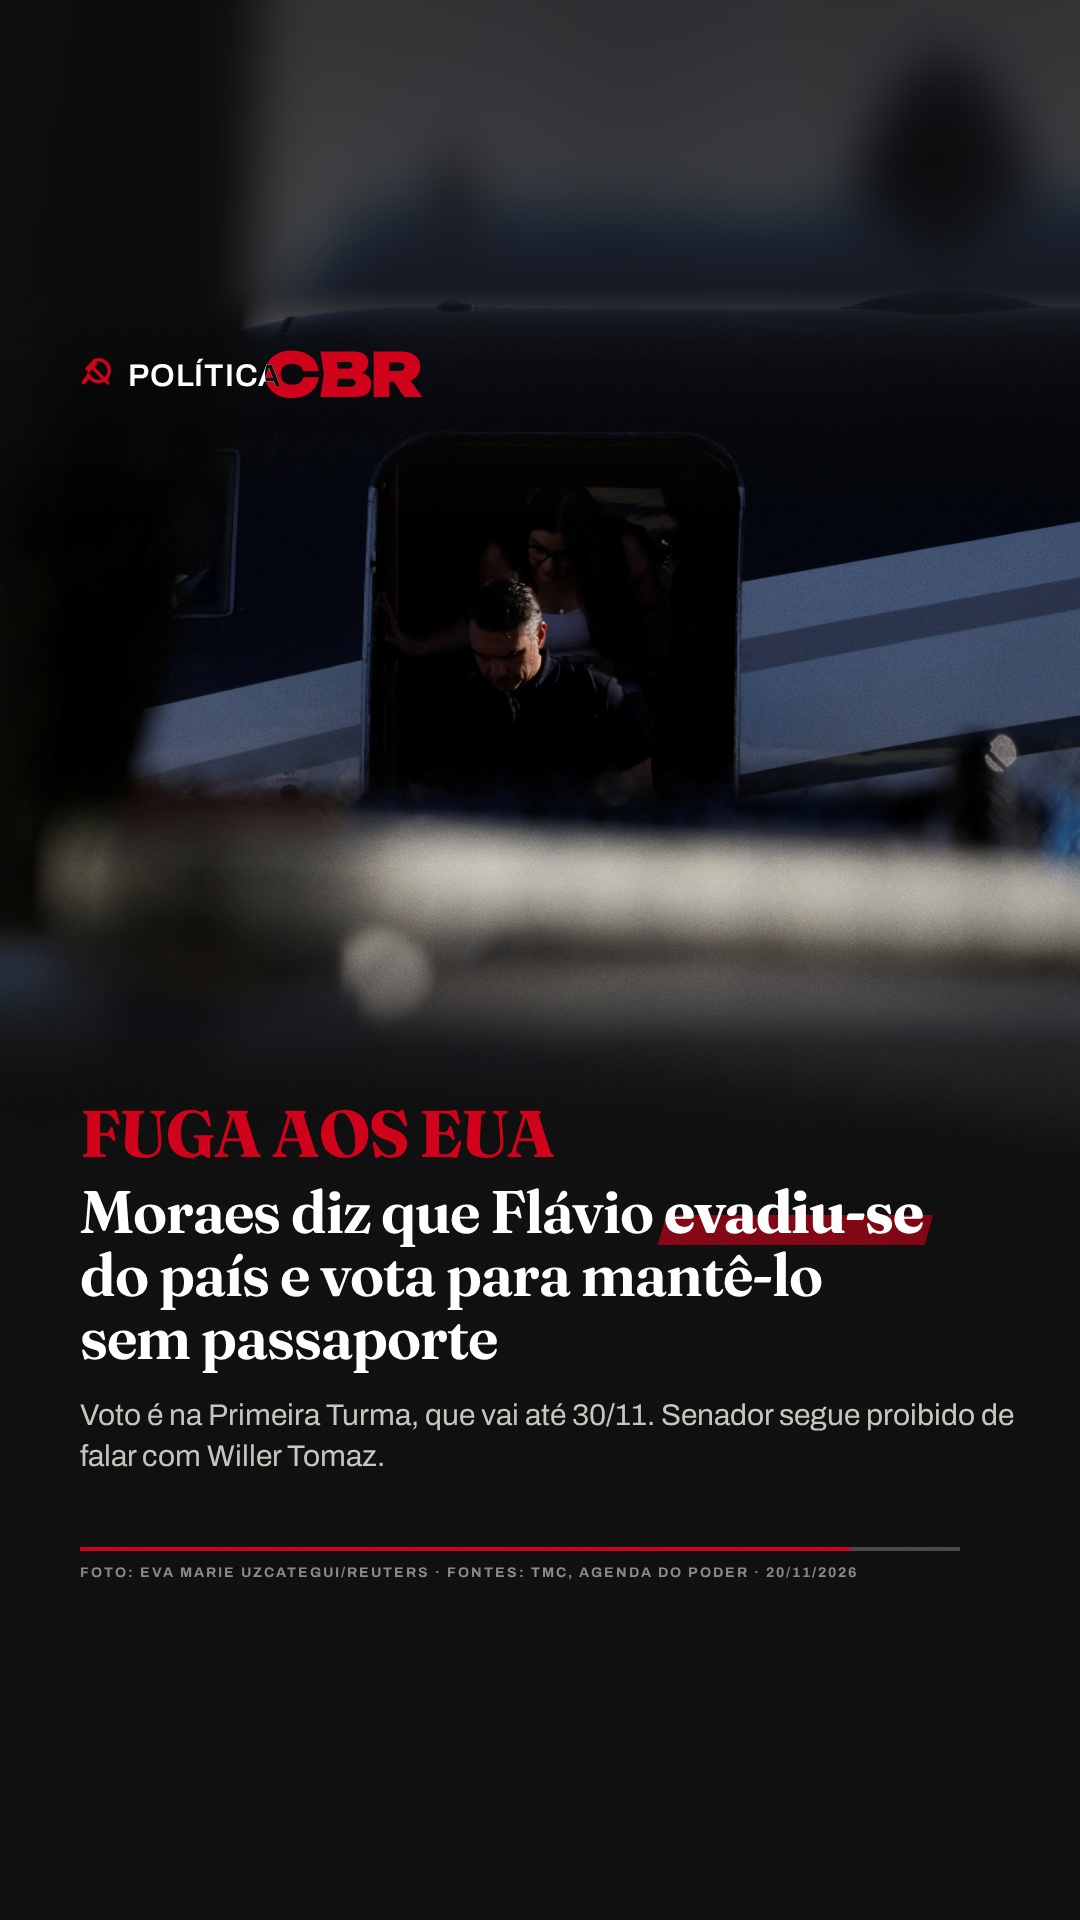 POLÍTICA CBR
FUGA AOS EUA
Moraes diz que Flávio evadiu-se
do país e vota para mantê-lo
sem passaporte
Voto é na Primeira Turma, que vai até 30/11. Senador segue proibido de
falar com Willer Tomaz.
FOTO: EVA MARIE UZCATEGUI/REUTERS · FONTES: TMC, AGENDA DO PODER · 20/11/2026